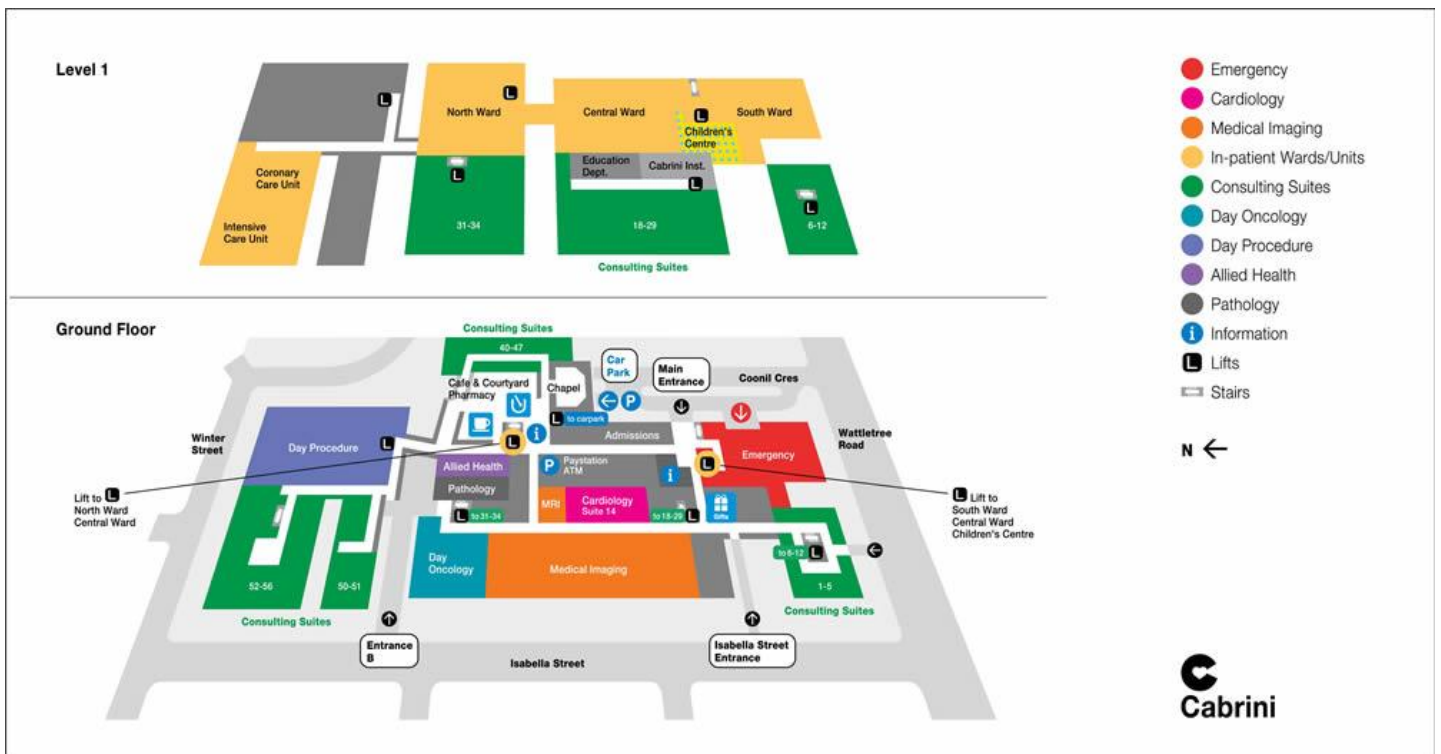 Level 1
North Ward
Central Ward
South Ward
Children's
Centre
Education
Dept.
Cabrini Inst.
Coronary
Care Unit
Intensive
Care Unit
31-34
18-29
6-12
Consulting Suites
L
L
L
L
L
L
Emergency
Cardiology
Medical Imaging
In-patient Wards/Units
Consulting Suites
Day Oncology
Day Procedure
Allied Health
Pathology
i Information
L Lifts
Stairs
N
Ground Floor
Consulting Suites
40-47
Cafe & Courtyard
Pharmacy
Chapel
Car
Park
P
Main
Entrance
Coonil Cres
L to carpark
Winter
Street
Day Procedure
L
L
i
Admissions
Emergency
Wattletree
Road
Allied Health
Pathology
P Paystation
ATM
i
L
Lift to L
North Ward
Central Ward
L Lift to
South Ward
Central Ward
Children's Centre
L to 31-34
MRI
Cardiology
Suite 14
to 18-29 L
Gifts
Day
Oncology
Medical Imaging
to 6-12 L
52-56
50-51
1-5
Consulting Suites
Consulting Suites
Entrance
B
Isabella Street
Isabella Street
Entrance
Cabrini